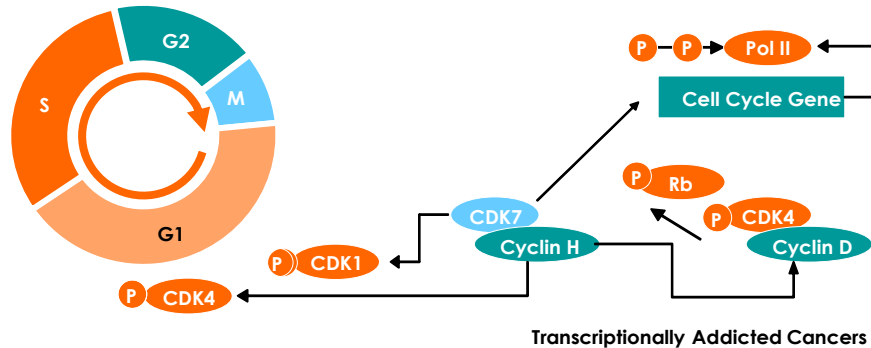 G2
S
M
G1
P
P
Pol II
Cell Cycle Gene
P
Rb
P
CDK4
Cyclin D
CDK7
Cyclin H
P
CDK1
P
CDK4
Transcriptionally Addicted Cancers